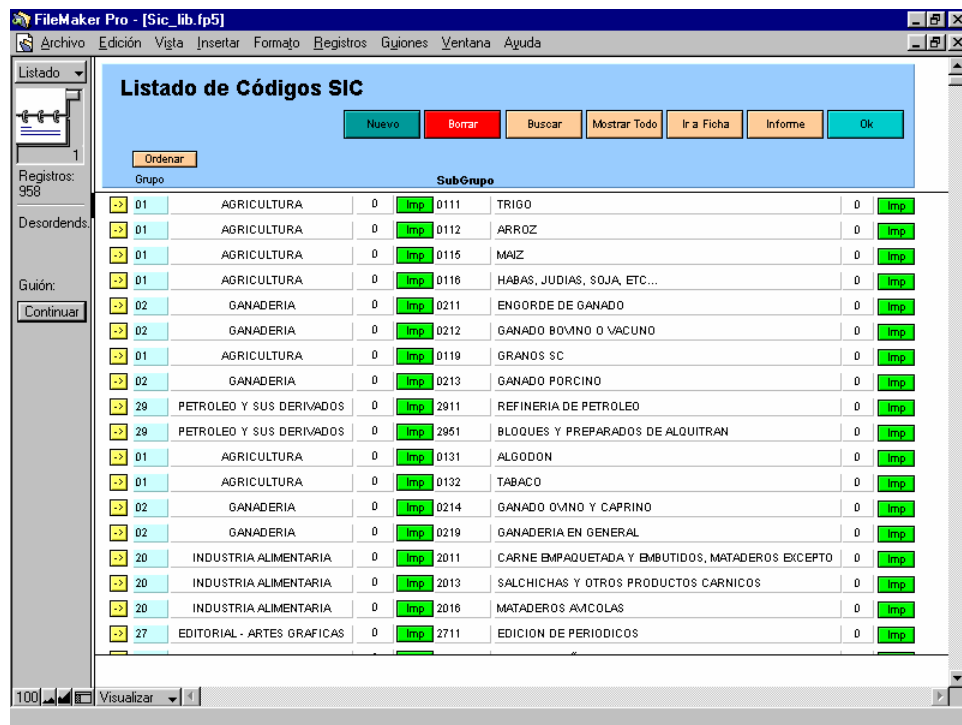 FileMaker Pro - [Sic_lib.fp5]
Archivo Edición Vista Insertar Formato Registros Guiones Ventana Ayuda
Listado
1
Registros:
958
Desordends.
Guión:
Continuar
Listado de Códigos SIC
Nuevo Borrar Buscar Mostrar Todo Ir a Ficha Informe Ok
Ordenar
Grupo SubGrupo
-> 01 AGRICULTURA 0 Imp 0111 TRIGO 0 Imp
-> 01 AGRICULTURA 0 Imp 0112 ARROZ 0 Imp
-> 01 AGRICULTURA 0 Imp 0115 MAIZ 0 Imp
-> 01 AGRICULTURA 0 Imp 0116 HABAS, JUDIAS, SOJA, ETC... 0 Imp
-> 02 GANADERIA 0 Imp 0211 ENGORDE DE GANADO 0 Imp
-> 02 GANADERIA 0 Imp 0212 GANADO BOVINO O VACUNO 0 Imp
-> 01 AGRICULTURA 0 Imp 0119 GRANOS SC 0 Imp
-> 02 GANADERIA 0 Imp 0213 GANADO PORCINO 0 Imp
-> 29 PETROLEO Y SUS DERIVADOS 0 Imp 2911 REFINERIA DE PETROLEO 0 Imp
-> 29 PETROLEO Y SUS DERIVADOS 0 Imp 2951 BLOQUES Y PREPARADOS DE ALQUITRAN 0 Imp
-> 01 AGRICULTURA 0 Imp 0131 ALGODON 0 Imp
-> 01 AGRICULTURA 0 Imp 0132 TABACO 0 Imp
-> 02 GANADERIA 0 Imp 0214 GANADO OVINO Y CAPRINO 0 Imp
-> 02 GANADERIA 0 Imp 0219 GANADERIA EN GENERAL 0 Imp
-> 20 INDUSTRIA ALIMENTARIA 0 Imp 2011 CARNE EMPAQUETADA Y EMBUTIDOS, MATADEROS EXCEPTO 0 Imp
-> 20 INDUSTRIA ALIMENTARIA 0 Imp 2013 SALCHICHAS Y OTROS PRODUCTOS CARNICOS 0 Imp
-> 20 INDUSTRIA ALIMENTARIA 0 Imp 2016 MATADEROS AVICOLAS 0 Imp
-> 27 EDITORIAL - ARTES GRAFICAS 0 Imp 2711 EDICION DE PERIODICOS 0 Imp
100 Visualizar